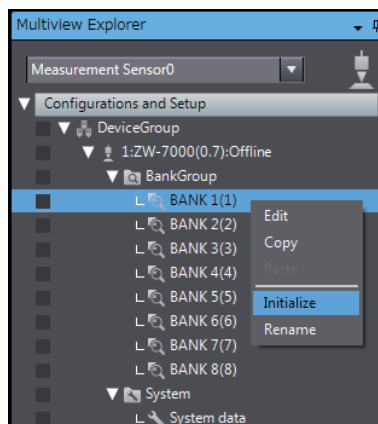 Multiview Explorer
Measurement Sensor0
Configurations and Setup
DeviceGroup
1:ZW-7000(0.7):Offline
BankGroup
BANK 1(1)
BANK 2(2)
BANK 3(3)
BANK 4(4)
BANK 5(5)
BANK 6(6)
BANK 7(7)
BANK 8(8)
System
System data
Edit
Copy
Paste
Initialize
Rename